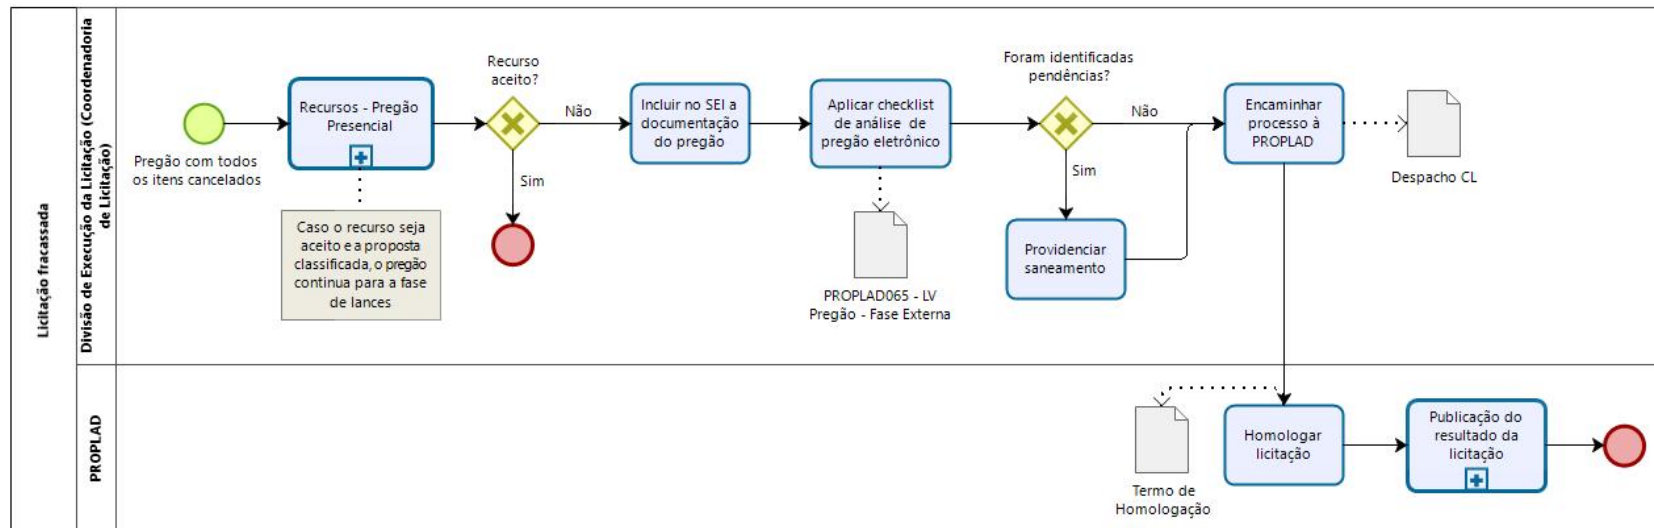 Licitação fracassada
Divisão de Execução da Licitação (Coordenadoria
de Licitação)
Pregão com todos
os itens cancelados
Recursos - Pregão
Presencial
Caso o recurso seja
aceito e a proposta
classificada, o pregão
continua para a fase
de lances
Recurso
aceito?
Não
Sim
Incluir no SEI a
documentação
do pregão
Aplicar checklist
de análise de
pregão eletrônico
PROPLAD065 - LV
Pregão - Fase Externa
Foram identificadas
pendências?
Não
Sim
Providenciar
saneamento
Encaminhar
processo à
PROPLAD
Despacho CL
PROPLAD
Termo de
Homologação
Homologar
licitação
Publicação do
resultado da
licitação